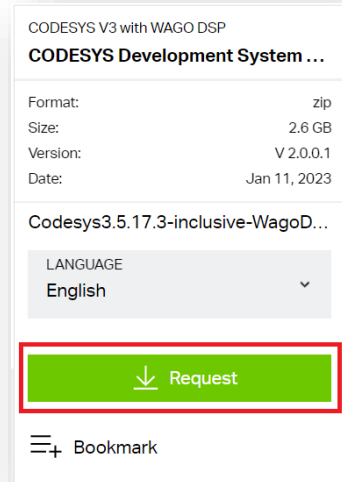 CODESYS V3 with WAGO DSP
CODESYS Development System ...
Format: zip
Size: 2.6 GB
Version: V 2.0.0.1
Date: Jan 11, 2023
Codesys3.5.17.3-inclusive-WagoD...
LANGUAGE
English
Request
Bookmark